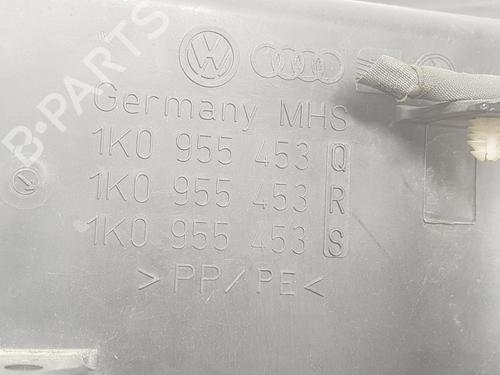 B-PARTS
Germany MHS
1K0 955 453 Q
1K0 955 453 R
1K0 955 453 S
>PP/PE<